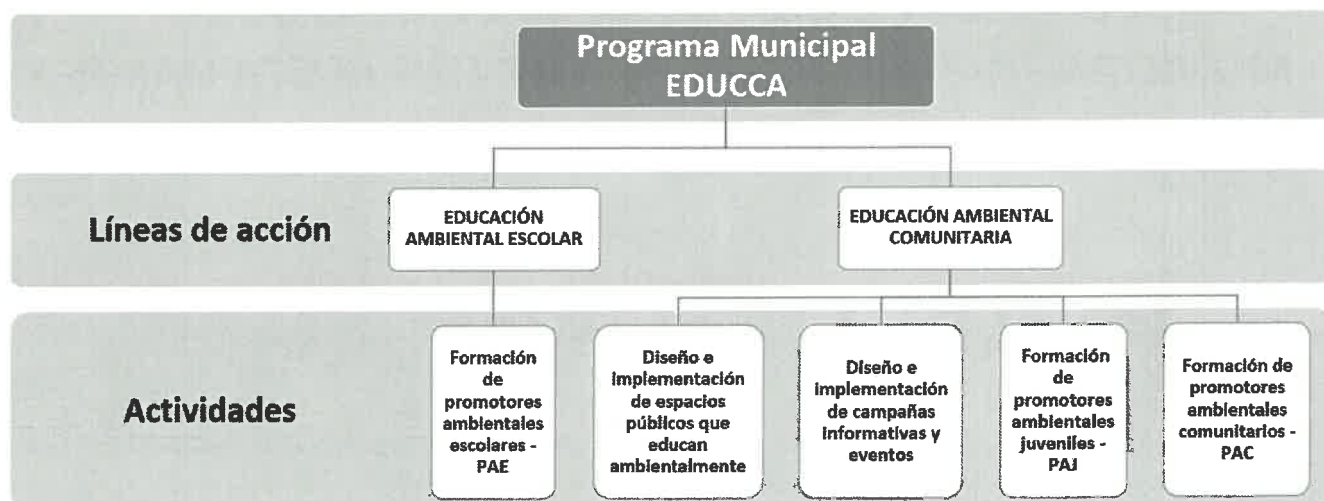 Programa Municipal
EDUCCA
Líneas de acción
EDUCACIÓN
AMBIENTAL ESCOLAR
EDUCACIÓN AMBIENTAL
COMUNITARIA
Actividades
Formación
de
promotores
ambientales
escolares -
PAE
Diseño e
implementación
de espacios
públicos que
educan
ambientalmente
Diseño e
implementación
de campañas
informativas y
eventos
Formación
de
promotores
ambientales
juveniles -
PAJ
Formación de
promotores
ambientales
comunitarios -
PAC